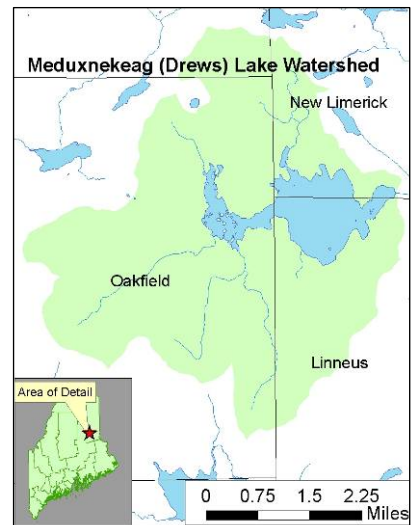 Meduxnekeag (Drews) Lake Watershed
New Limerick
Oakfield
Linneus
Area of Detail
0 0.75 1.5 2.25
Miles